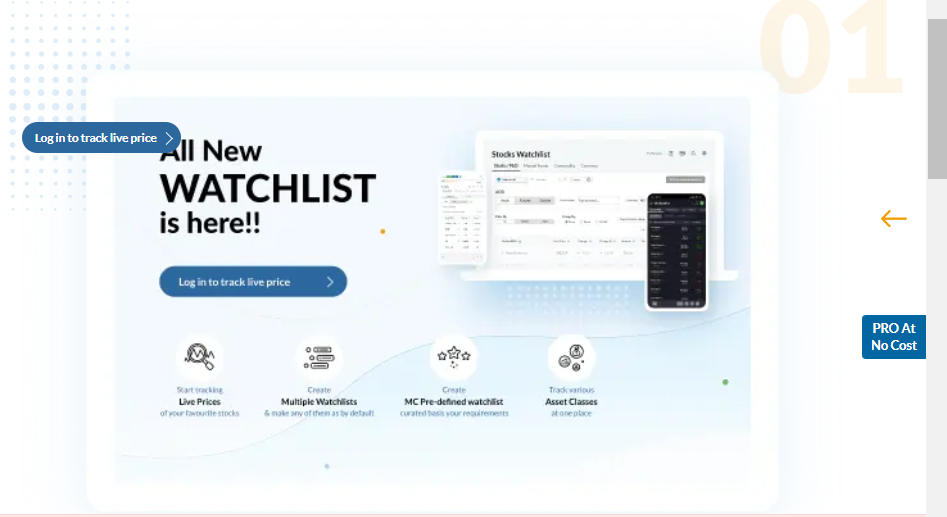 01
Log in to track live price
All New
WATCHLIST
is here!!
Log in to track live price
Stocks Watchlist
PRO At
No Cost
Start tracking
Live Prices
of your favourite stocks
Create
Multiple Watchlists
& make any of them as by default
Create
MC Pre-defined watchlist
curated basis your requirements
Track various
Asset Classes
at one place